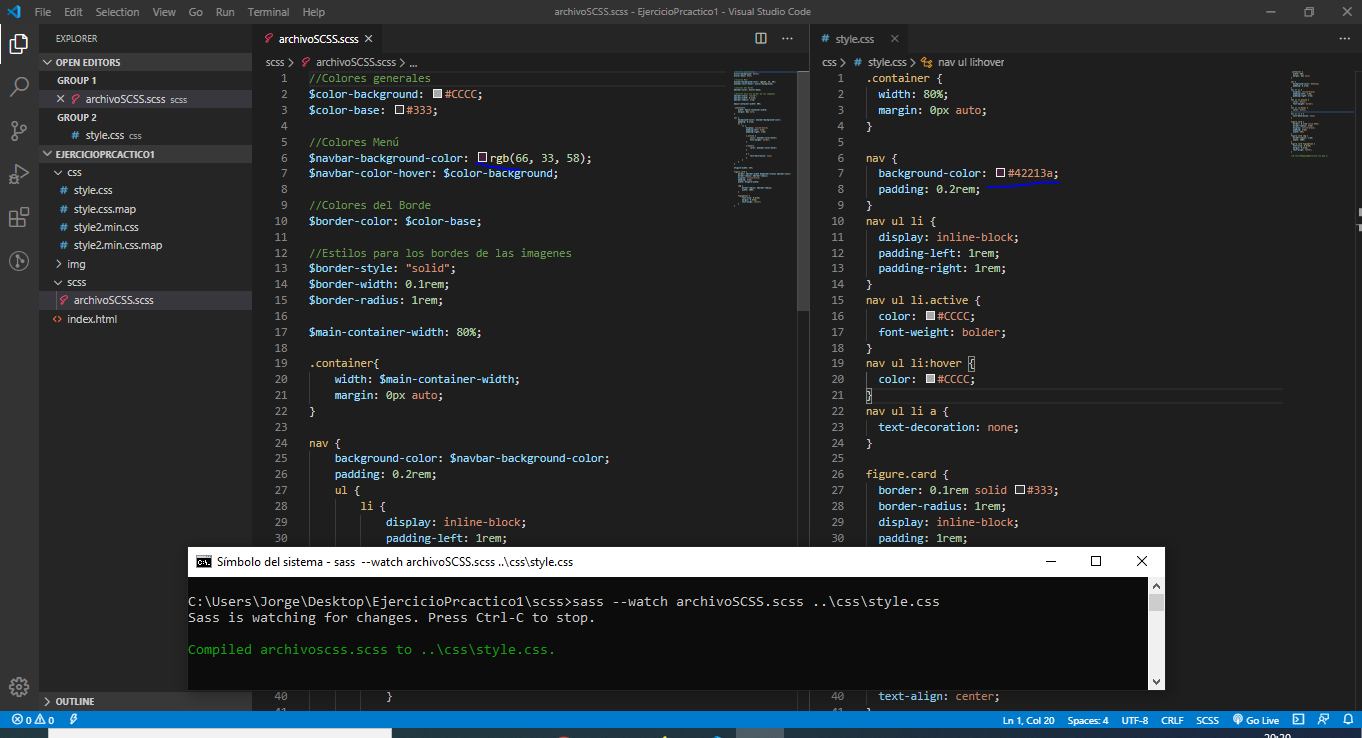 File Edit Selection View Go Run Terminal Help
archivoSCSS.scss - EjercicioPrcactico1 - Visual Studio Code
EXPLORER
OPEN EDITORS
GROUP 1
archivoSCSS.scss scss
GROUP 2
style.css css
EJERCICIOPRCACTICO1
css
style.css
style.css.map
style2.min.css
style2.min.css.map
img
scss
archivoSCSS.scss
index.html
OUTLINE
archivoSCSS.scss
scss > archivoSCSS.scss > ...
1 //Colores generales
2 $color-background: #CCCC;
3 $color-base: #333;
4
5 //Colores Menú
6 $navbar-background-color: rgb(66, 33, 58);
7 $navbar-color-hover: $color-background;
8
9 //Colores del Borde
10 $border-color: $color-base;
11
12 //Estilos para los bordes de las imagenes
13 $border-style: "solid";
14 $border-width: 0.1rem;
15 $border-radius: 1rem;
16
17 $main-container-width: 80%;
18
19 .container{
20 width: $main-container-width;
21 margin: 0px auto;
22 }
23
24 nav {
25 background-color: $navbar-background-color;
26 padding: 0.2rem;
27 ul {
28 li {
29 display: inline-block;
30 padding-left: 1rem;
40 }
style.css
css > style.css > nav ul li:hover
1 .container {
2 width: 80%;
3 margin: 0px auto;
4 }
5
6 nav {
7 background-color: #42213a;
8 padding: 0.2rem;
9 }
10 nav ul li {
11 display: inline-block;
12 padding-left: 1rem;
13 padding-right: 1rem;
14 }
15 nav ul li.active {
16 color: #CCCC;
17 font-weight: bolder;
18 }
19 nav ul li:hover {
20 color: #CCCC;
21 }
22 nav ul li a {
23 text-decoration: none;
24 }
25
26 figure.card {
27 border: 0.1rem solid #333;
28 border-radius: 1rem;
29 display: inline-block;
30 padding: 1rem;
40 text-align: center;
Símbolo del sistema - sass --watch archivoSCSS.scss ..\css\style.css
C:\Users\Jorge\Desktop\EjercicioPrcactico1\scss>sass --watch archivoSCSS.scss ..\css\style.css
Sass is watching for changes. Press Ctrl-C to stop.
Compiled archivoscss.scss to ..\css\style.css.
0 0
Ln 1, Col 20 Spaces: 4 UTF-8 CRLF SCSS Go Live